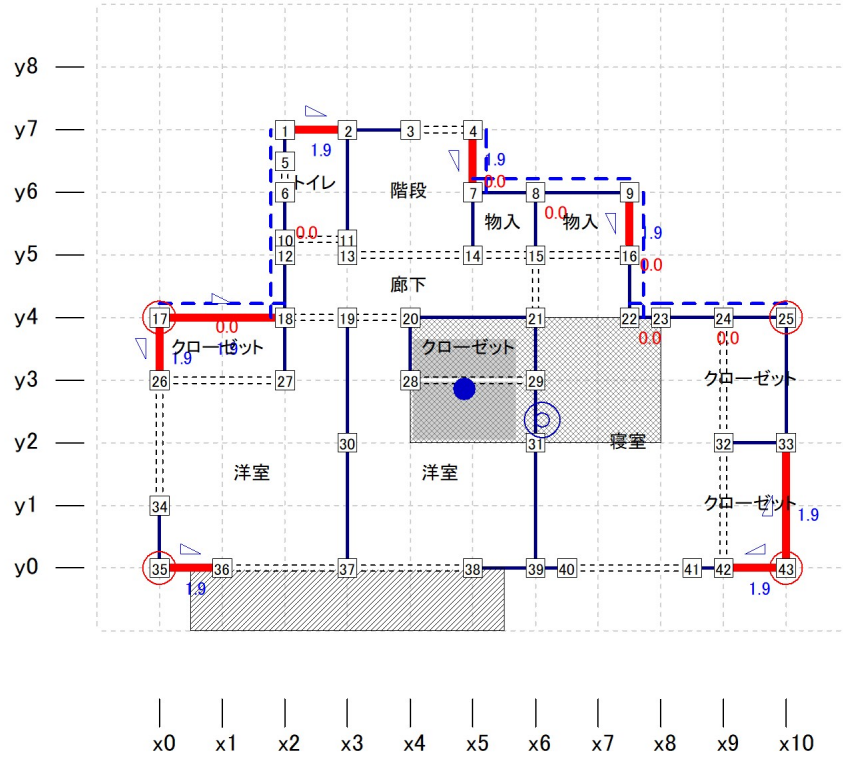 y8
y7 1 2 3 4
1.9 1.9
5
トイレ 階段 0.0
y6 6 7 8 9
物入 0.0 物入
0.0 10 11 1.9
y5 12 13 14 15 16
0.0
廊下
y4 17 18 19 20 21 22 23 24 25
0.0 0.0 0.0
クローゼット クローゼット
1.9 1.9
y3 26 27 28 29 クローゼット
y2 30 31 寝室 32 33
洋室 洋室
y1 34 クローゼット 1.9
y0 35 36 37 38 39 40 41 42 43
1.9 1.9
x0 x1 x2 x3 x4 x5 x6 x7 x8 x9 x10